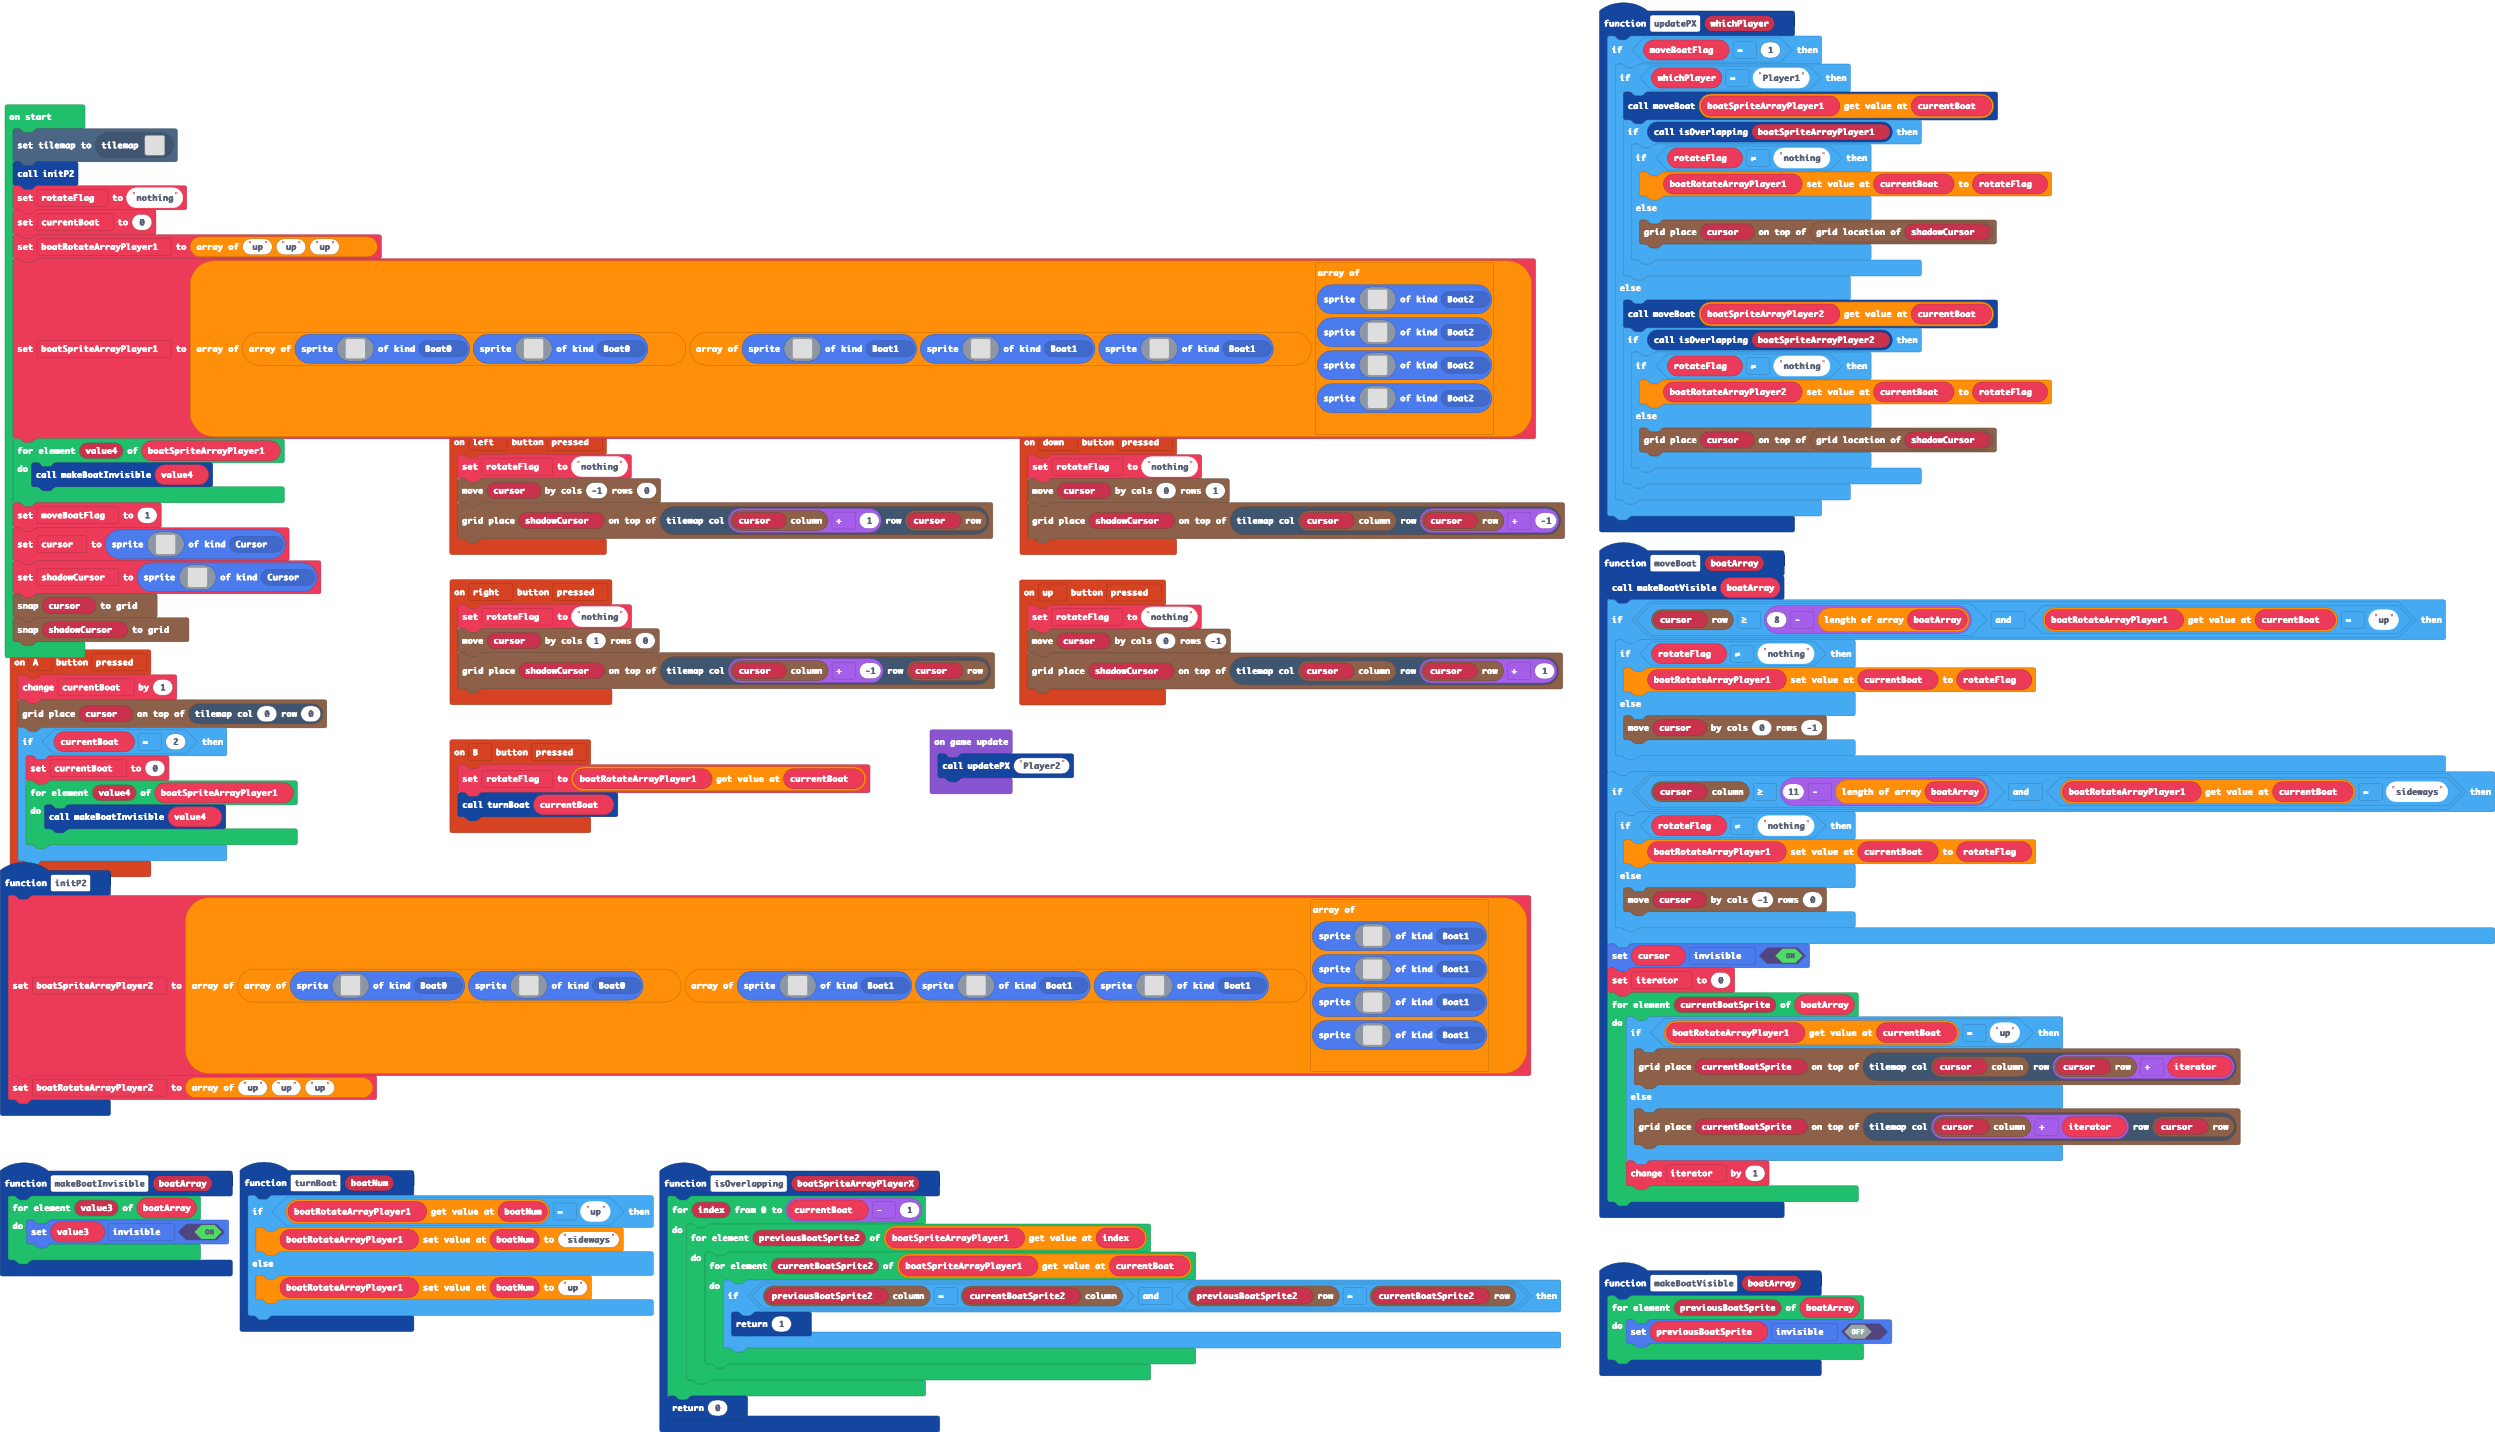 on start
set tilemap to tilemap
call initP2
set rotateFlag to "nothing"
set currentBoat to 0
set boatRotateArrayPlayer1 to array of "up" "up" "up"
set boatSpriteArrayPlayer1 to array of array of sprite of kind Boat0 sprite of kind Boat0 array of sprite of kind Boat1 sprite of kind Boat1 sprite of kind Boat1
array of
sprite of kind Boat2
sprite of kind Boat2
sprite of kind Boat2
sprite of kind Boat2
for element value4 of boatSpriteArrayPlayer1
do call makeBoatInvisible value4
set moveBoatFlag to 1
set cursor to sprite of kind Cursor
set shadowCursor to sprite of kind Cursor
snap cursor to grid
snap shadowCursor to grid
on A button pressed
change currentBoat by 1
grid place cursor on top of tilemap col 0 row 0
if currentBoat = 2 then
set currentBoat to 0
for element value4 of boatSpriteArrayPlayer1
do call makeBoatInvisible value4
on left button pressed
set rotateFlag to "nothing"
move cursor by cols -1 rows 0
grid place shadowCursor on top of tilemap col cursor column + 1 row cursor row
on right button pressed
set rotateFlag to "nothing"
move cursor by cols 1 rows 0
grid place shadowCursor on top of tilemap col cursor column + -1 row cursor row
on B button pressed
set rotateFlag to boatRotateArrayPlayer1 get value at currentBoat
call turnBoat currentBoat
on down button pressed
set rotateFlag to "nothing"
move cursor by cols 0 rows 1
grid place shadowCursor on top of tilemap col cursor column row cursor row + -1
on up button pressed
set rotateFlag to "nothing"
move cursor by cols 0 rows -1
grid place shadowCursor on top of tilemap col cursor column row cursor row + 1
on game update
call updatePX "Player2"
function initP2
set boatSpriteArrayPlayer2 to array of array of sprite of kind Boat0 sprite of kind Boat0 array of sprite of kind Boat1 sprite of kind Boat1 sprite of kind Boat1
array of
sprite of kind Boat1
sprite of kind Boat1
sprite of kind Boat1
sprite of kind Boat1
set boatRotateArrayPlayer2 to array of "up" "up" "up"
function makeBoatInvisible boatArray
for element value3 of boatArray
do set value3 invisible ON
function turnBoat boatNum
if boatRotateArrayPlayer1 get value at boatNum = "up" then
boatRotateArrayPlayer1 set value at boatNum to "sideways"
else
boatRotateArrayPlayer1 set value at boatNum to "up"
function isOverlapping boatSpriteArrayPlayerX
for index from 0 to currentBoat - 1
do for element previousBoatSprite2 of boatSpriteArrayPlayer1 get value at index
do for element currentBoatSprite2 of boatSpriteArrayPlayer1 get value at currentBoat
do if previousBoatSprite2 column = currentBoatSprite2 column and previousBoatSprite2 row = currentBoatSprite2 row then
return 1
return 0
function updatePX whichPlayer
if moveBoatFlag = 1 then
if whichPlayer = "Player1" then
call moveBoat boatSpriteArrayPlayer1 get value at currentBoat
if call isOverlapping boatSpriteArrayPlayer1 then
if rotateFlag ≠ "nothing" then
boatRotateArrayPlayer1 set value at currentBoat to rotateFlag
else
grid place cursor on top of grid location of shadowCursor
else
call moveBoat boatSpriteArrayPlayer2 get value at currentBoat
if call isOverlapping boatSpriteArrayPlayer2 then
if rotateFlag ≠ "nothing" then
boatRotateArrayPlayer2 set value at currentBoat to rotateFlag
else
grid place cursor on top of grid location of shadowCursor
function moveBoat boatArray
call makeBoatVisible boatArray
if cursor row ≥ 8 - length of array boatArray and boatRotateArrayPlayer1 get value at currentBoat = "up" then
if rotateFlag ≠ "nothing" then
boatRotateArrayPlayer1 set value at currentBoat to rotateFlag
else
move cursor by cols 0 rows -1
if cursor column ≥ 11 - length of array boatArray and boatRotateArrayPlayer1 get value at currentBoat = "sideways" then
if rotateFlag ≠ "nothing" then
boatRotateArrayPlayer1 set value at currentBoat to rotateFlag
else
move cursor by cols -1 rows 0
set cursor invisible ON
set iterator to 0
for element currentBoatSprite of boatArray
do if boatRotateArrayPlayer1 get value at currentBoat = "up" then
grid place currentBoatSprite on top of tilemap col cursor column row cursor row + iterator
else
grid place currentBoatSprite on top of tilemap col cursor column + iterator row cursor row
change iterator by 1
function makeBoatVisible boatArray
for element previousBoatSprite of boatArray
do set previousBoatSprite invisible OFF